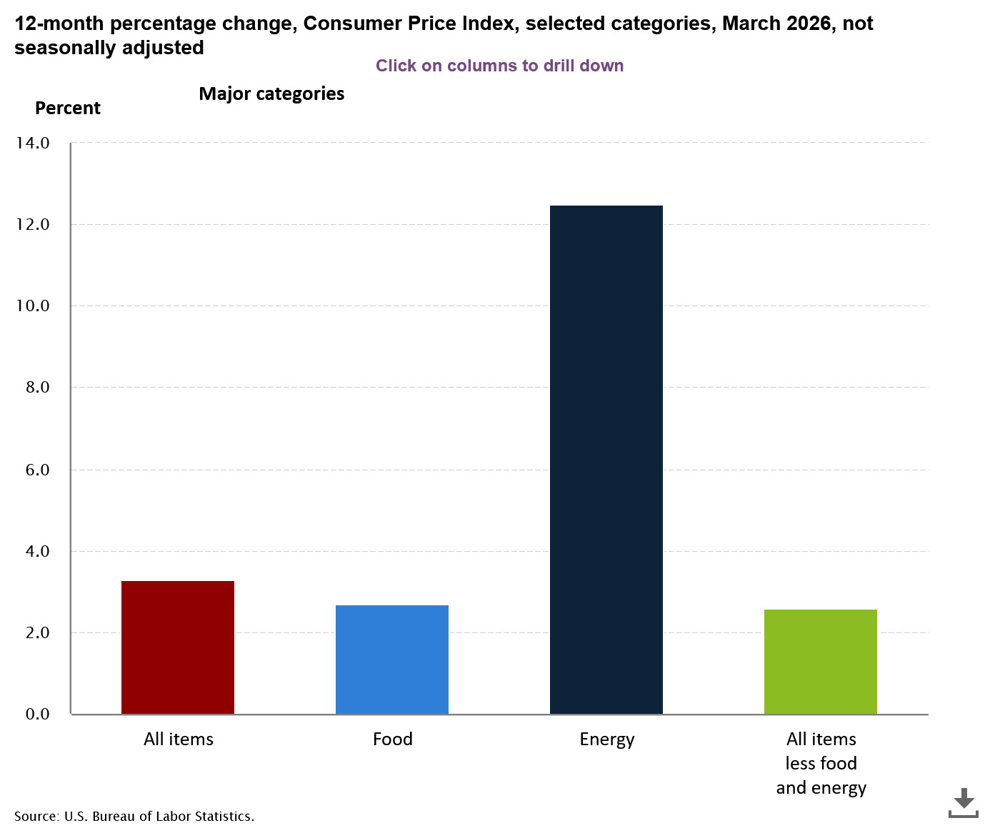 12-month percentage change, Consumer Price Index, selected categories, March 2026, not
seasonally adjusted
Click on columns to drill down
Major categories
Percent
14.0
12.0
10.0
8.0
6.0
4.0
2.0
0.0
All items
Food
Energy
All items
less food
and energy
Source: U.S. Bureau of Labor Statistics.